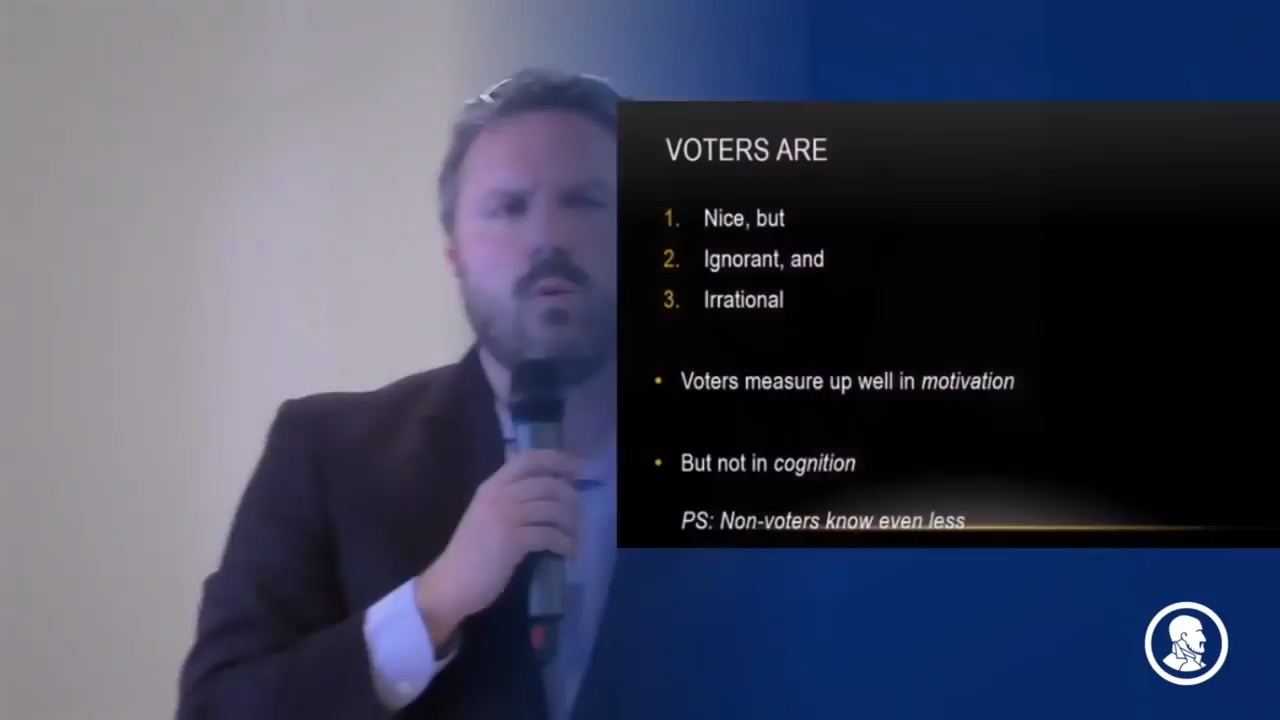 VOTERS ARE
1. Nice, but
2. Ignorant, and
3. Irrational
• Voters measure up well in motivation
• But not in cognition
PS: Non-voters know even less